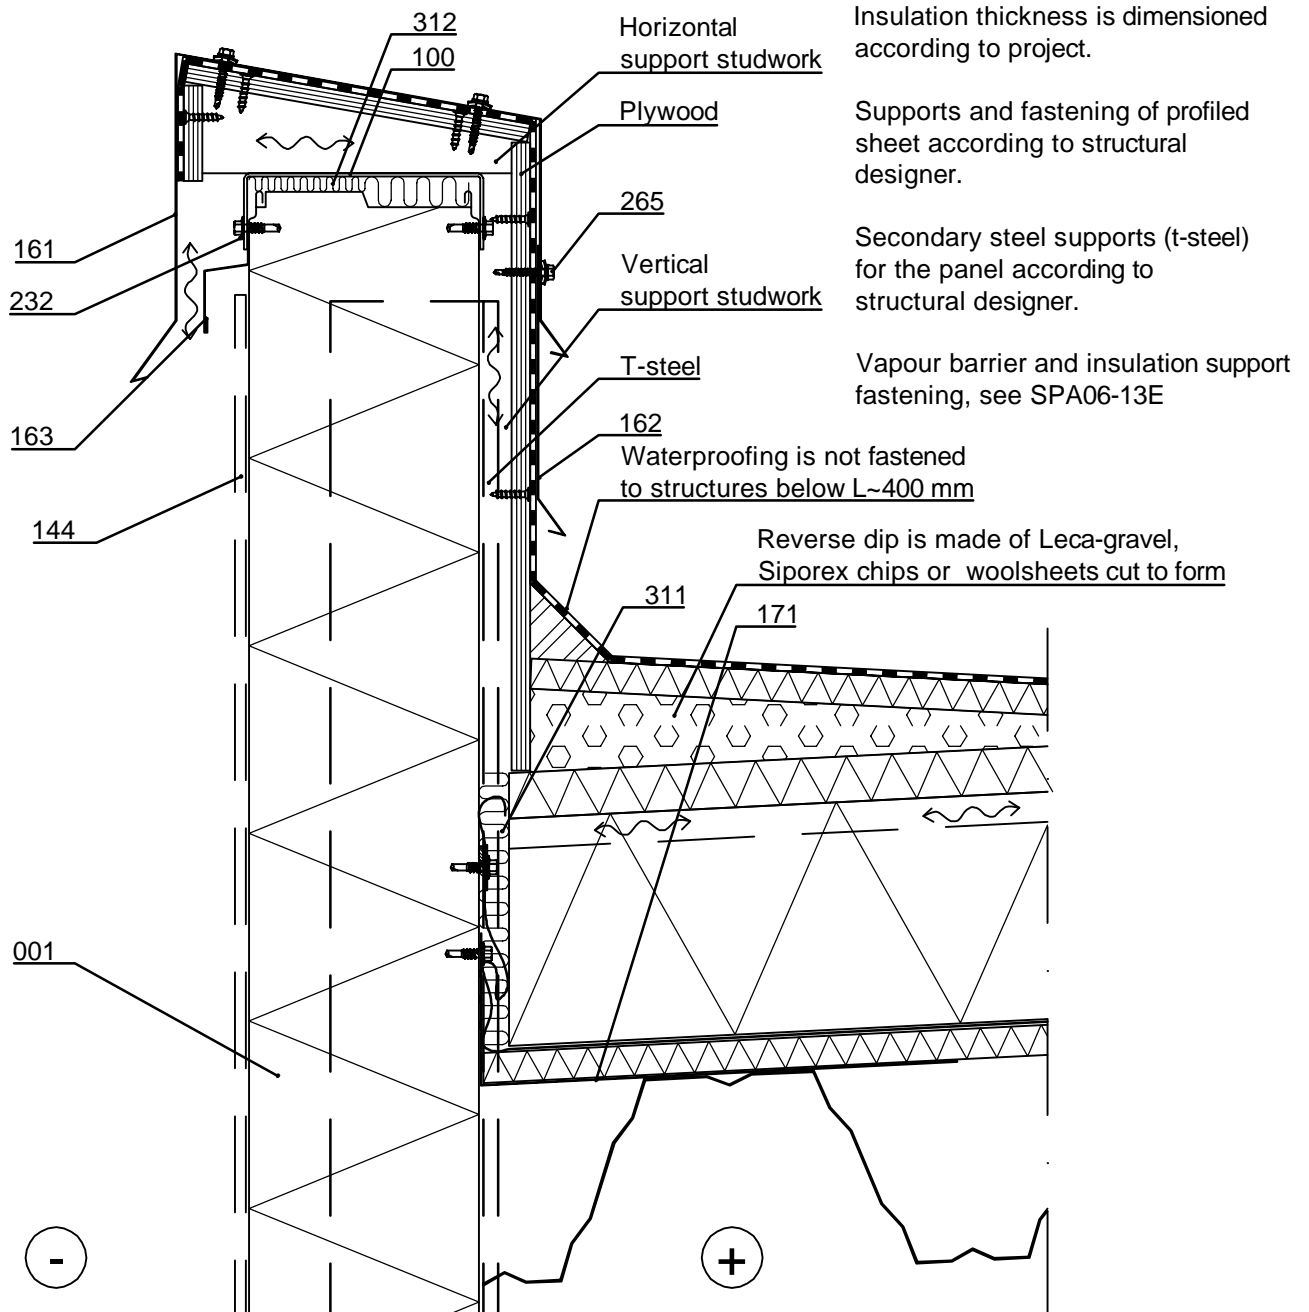 312
100
Horizontal
support studwork
Plywood
265
Vertical
support studwork
T-steel
162
Waterproofing is not fastened
to structures below L~400 mm
Insulation thickness is dimensioned
according to project.
Supports and fastening of profiled
sheet according to structural
designer.
Secondary steel supports (t-steel)
for the panel according to
structural designer.
Vapour barrier and insulation support
fastening, see SPA06-13E
Reverse dip is made of Leca-gravel,
Siporex chips or woolsheets cut to form
311
171
161
232
163
144
001
-
+